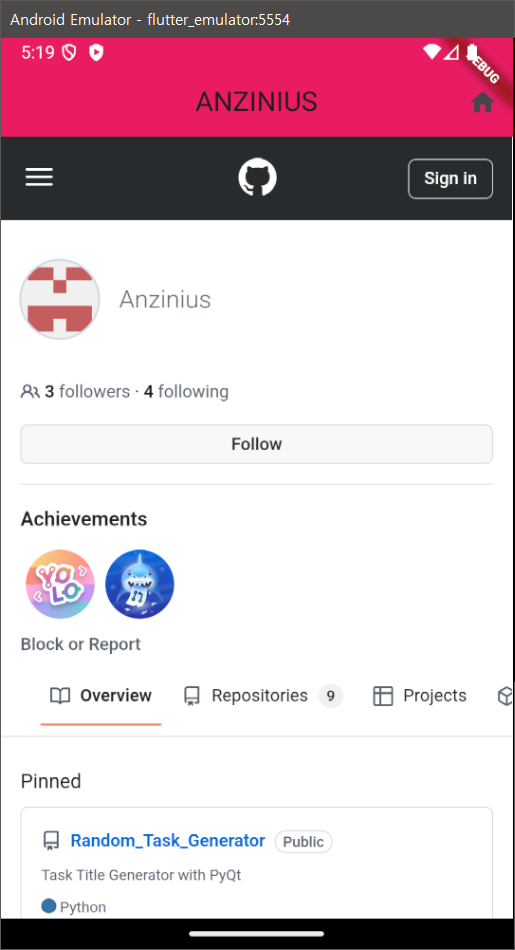 Android Emulator - flutter_emulator:5554
5:19
DEBUG
ANZINIUS
Sign in
Anzinius
3 followers · 4 following
Follow
Achievements
YOLO
Block or Report
Overview Repositories 9 Projects
Pinned
Random_Task_Generator Public
Task Title Generator with PyQt
Python